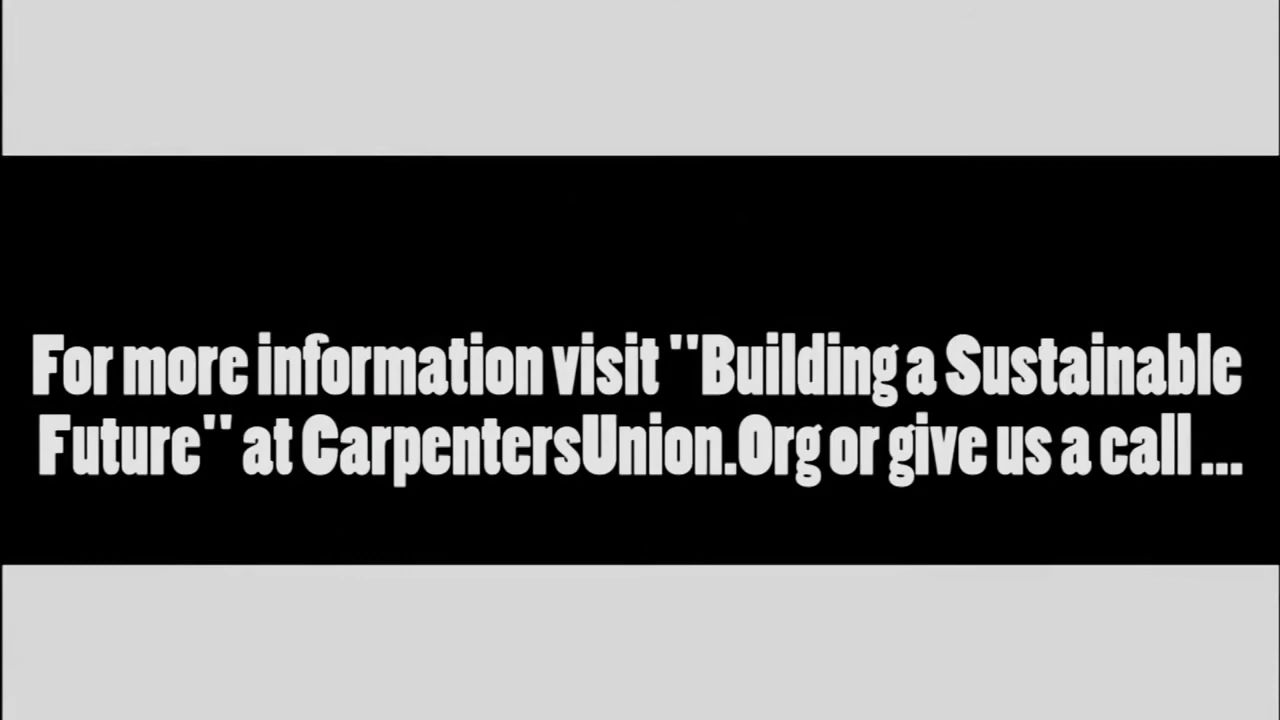 For more information visit "Building a Sustainable
Future" at CarpentersUnion.Org or give us a call ...